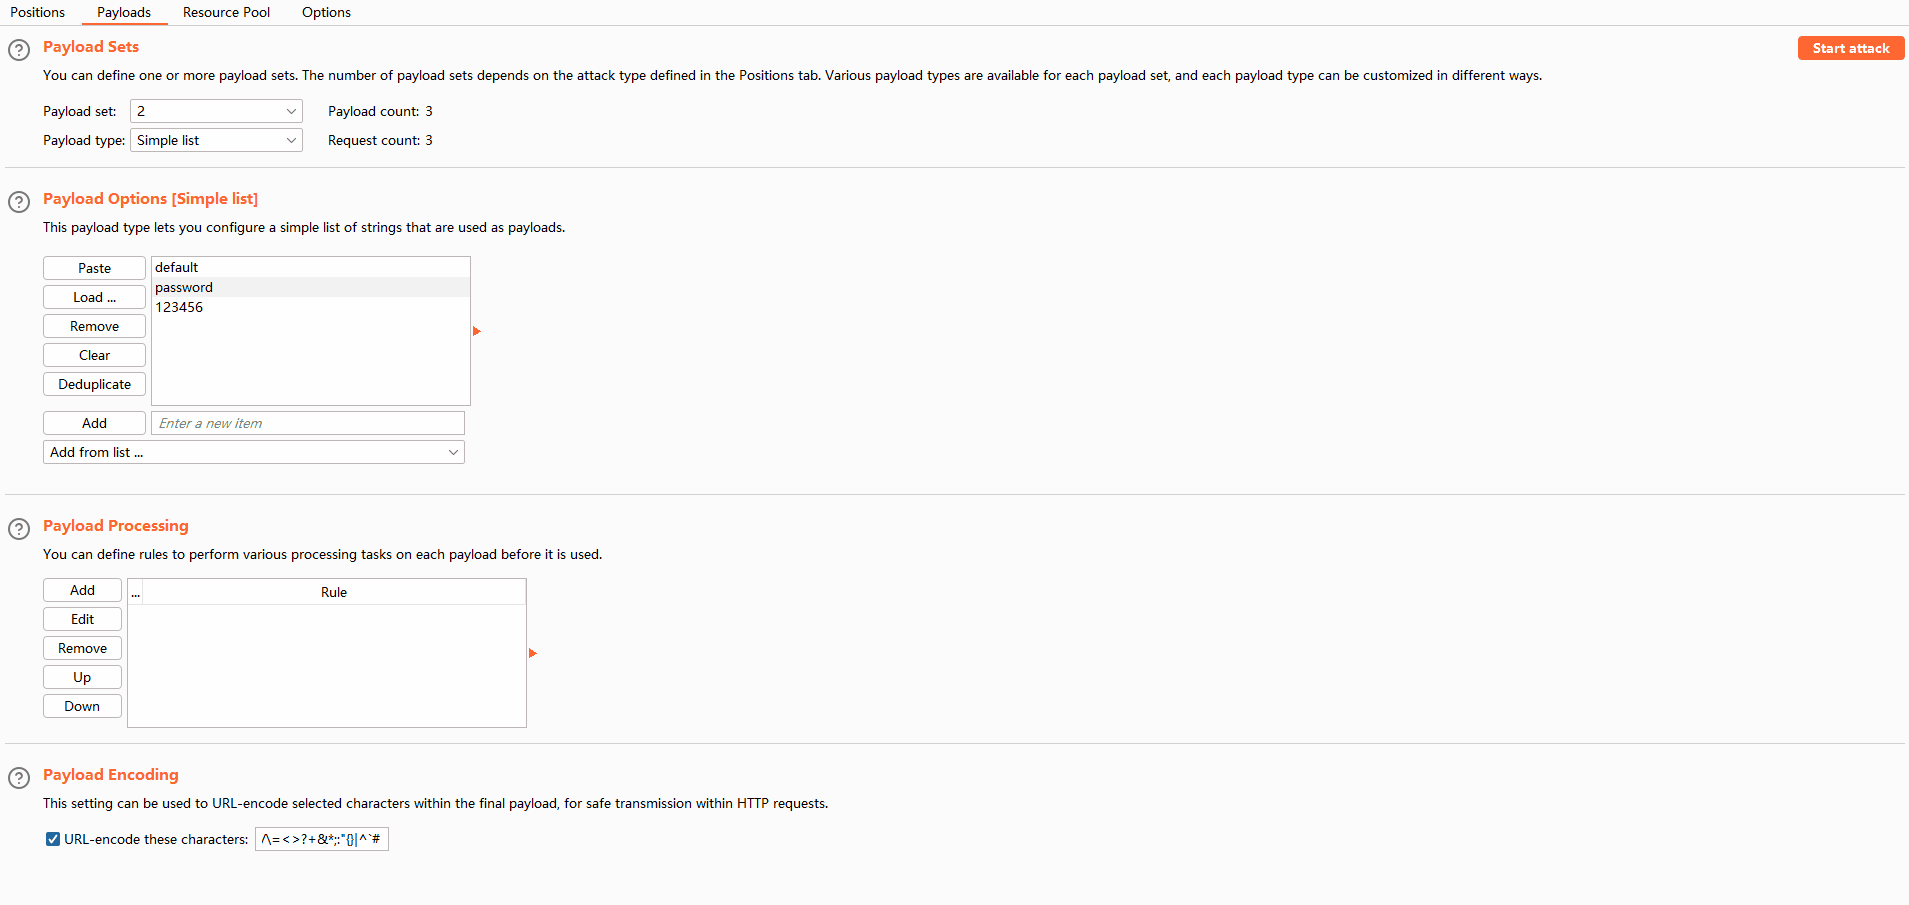 Positions Payloads Resource Pool Options
Payload Sets
Start attack
You can define one or more payload sets. The number of payload sets depends on the attack type defined in the Positions tab. Various payload types are available for each payload set, and each payload type can be customized in different ways.
Payload set: 2 Payload count: 3
Payload type: Simple list Request count: 3
Payload Options [Simple list]
This payload type lets you configure a simple list of strings that are used as payloads.
Paste default
password
Load ...
123456
Remove
Clear
Deduplicate
Add Enter a new item
Add from list ...
Payload Processing
You can define rules to perform various processing tasks on each payload before it is used.
Add ... Rule
Edit
Remove
Up
Down
Payload Encoding
This setting can be used to URL-encode selected characters within the final payload, for safe transmission within HTTP requests.
URL-encode these characters: /\=<>?+&*;:"{}|^`#